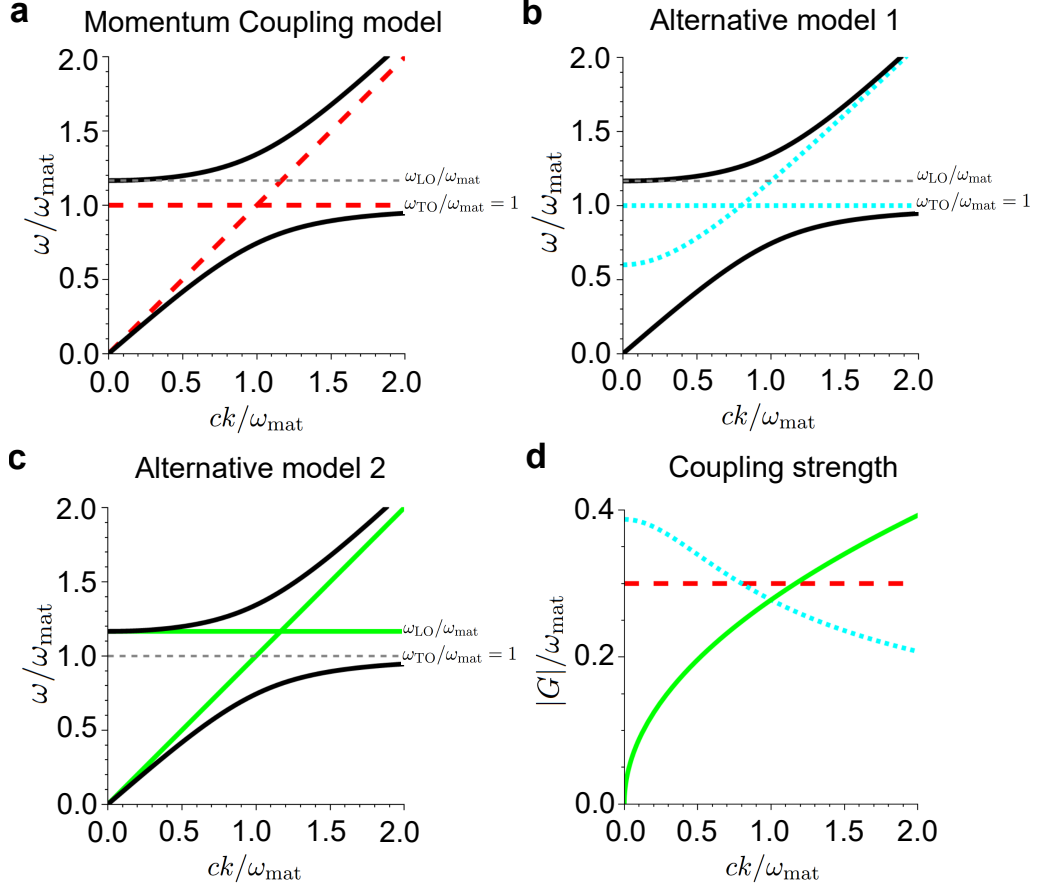 a
Momentum Coupling model
2.0
1.5
1.0
0.5
0.0
ω/ω_mat
ω_LO/ω_mat
ω_TO/ω_mat = 1
0.0 0.5 1.0 1.5 2.0
ck/ω_mat
b
Alternative model 1
2.0
1.5
1.0
0.5
0.0
ω/ω_mat
ω_LO/ω_mat
ω_TO/ω_mat = 1
0.0 0.5 1.0 1.5 2.0
ck/ω_mat
c
Alternative model 2
2.0
1.5
1.0
0.5
0.0
ω/ω_mat
ω_LO/ω_mat
ω_TO/ω_mat = 1
0.0 0.5 1.0 1.5 2.0
ck/ω_mat
d
Coupling strength
0.4
0.2
0.0
|G|/ω_mat
0.0 0.5 1.0 1.5 2.0
ck/ω_mat